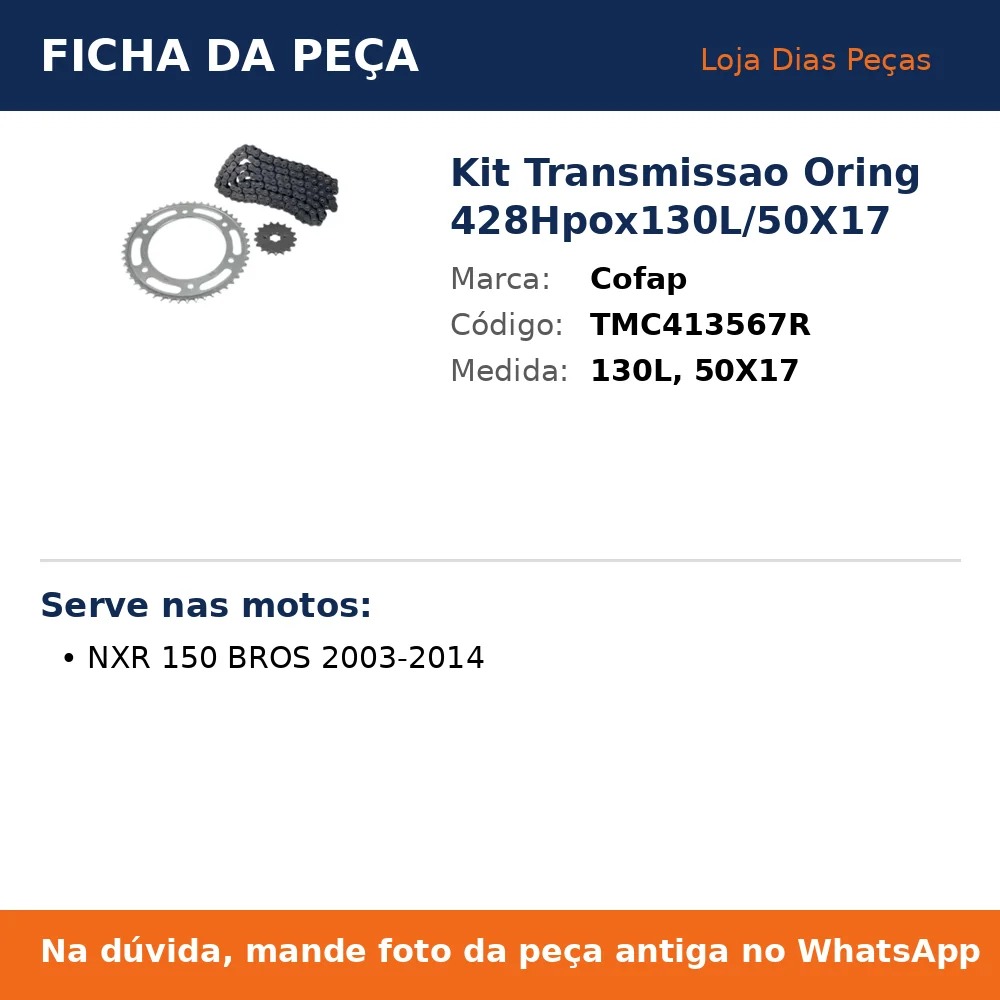 FICHA DA PEÇA
Loja Dias Peças
Kit Transmissao Oring
428Hpox130L/50X17
Marca: Cofap
Código: TMC413567R
Medida: 130L, 50X17
Serve nas motos:
• NXR 150 BROS 2003-2014
Na dúvida, mande foto da peça antiga no WhatsApp